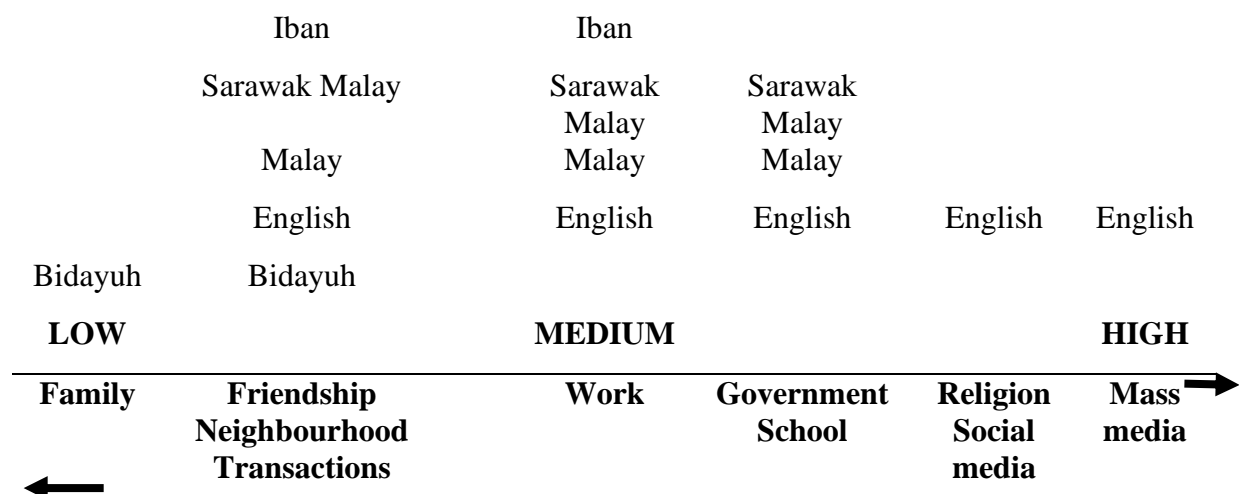 Iban Iban
Sarawak Malay Sarawak Sarawak
Malay Malay
Malay Malay Malay
English English English English English
Bidayuh Bidayuh
LOW MEDIUM HIGH
Family Friendship Work Government Religion Mass
Neighbourhood School Social media
Transactions media